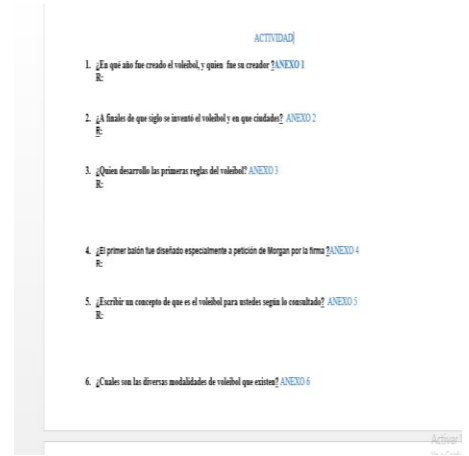 ACTIVIDAD
1. ¿En qué año fue creado el voleibol, y quien fue su creador ?ANEXO 1
R:
2. ¿A finales de que siglo se inventó el voleibol y en que ciudades? ANEXO 2
R:
3. ¿Quien desarrollo las primeras reglas del voleibol? ANEXO 3
R:
4. ¿El primer balón fue diseñado especialmente a petición de Morgan por la firma ?ANEXO 4
R:
5. ¿Escribir un concepto de que es el voleibol para ustedes según lo consultado? ANEXO 5
R:
6. ¿Cuales son las diversas modalidades de voleibol que existen? ANEXO 6
Activar